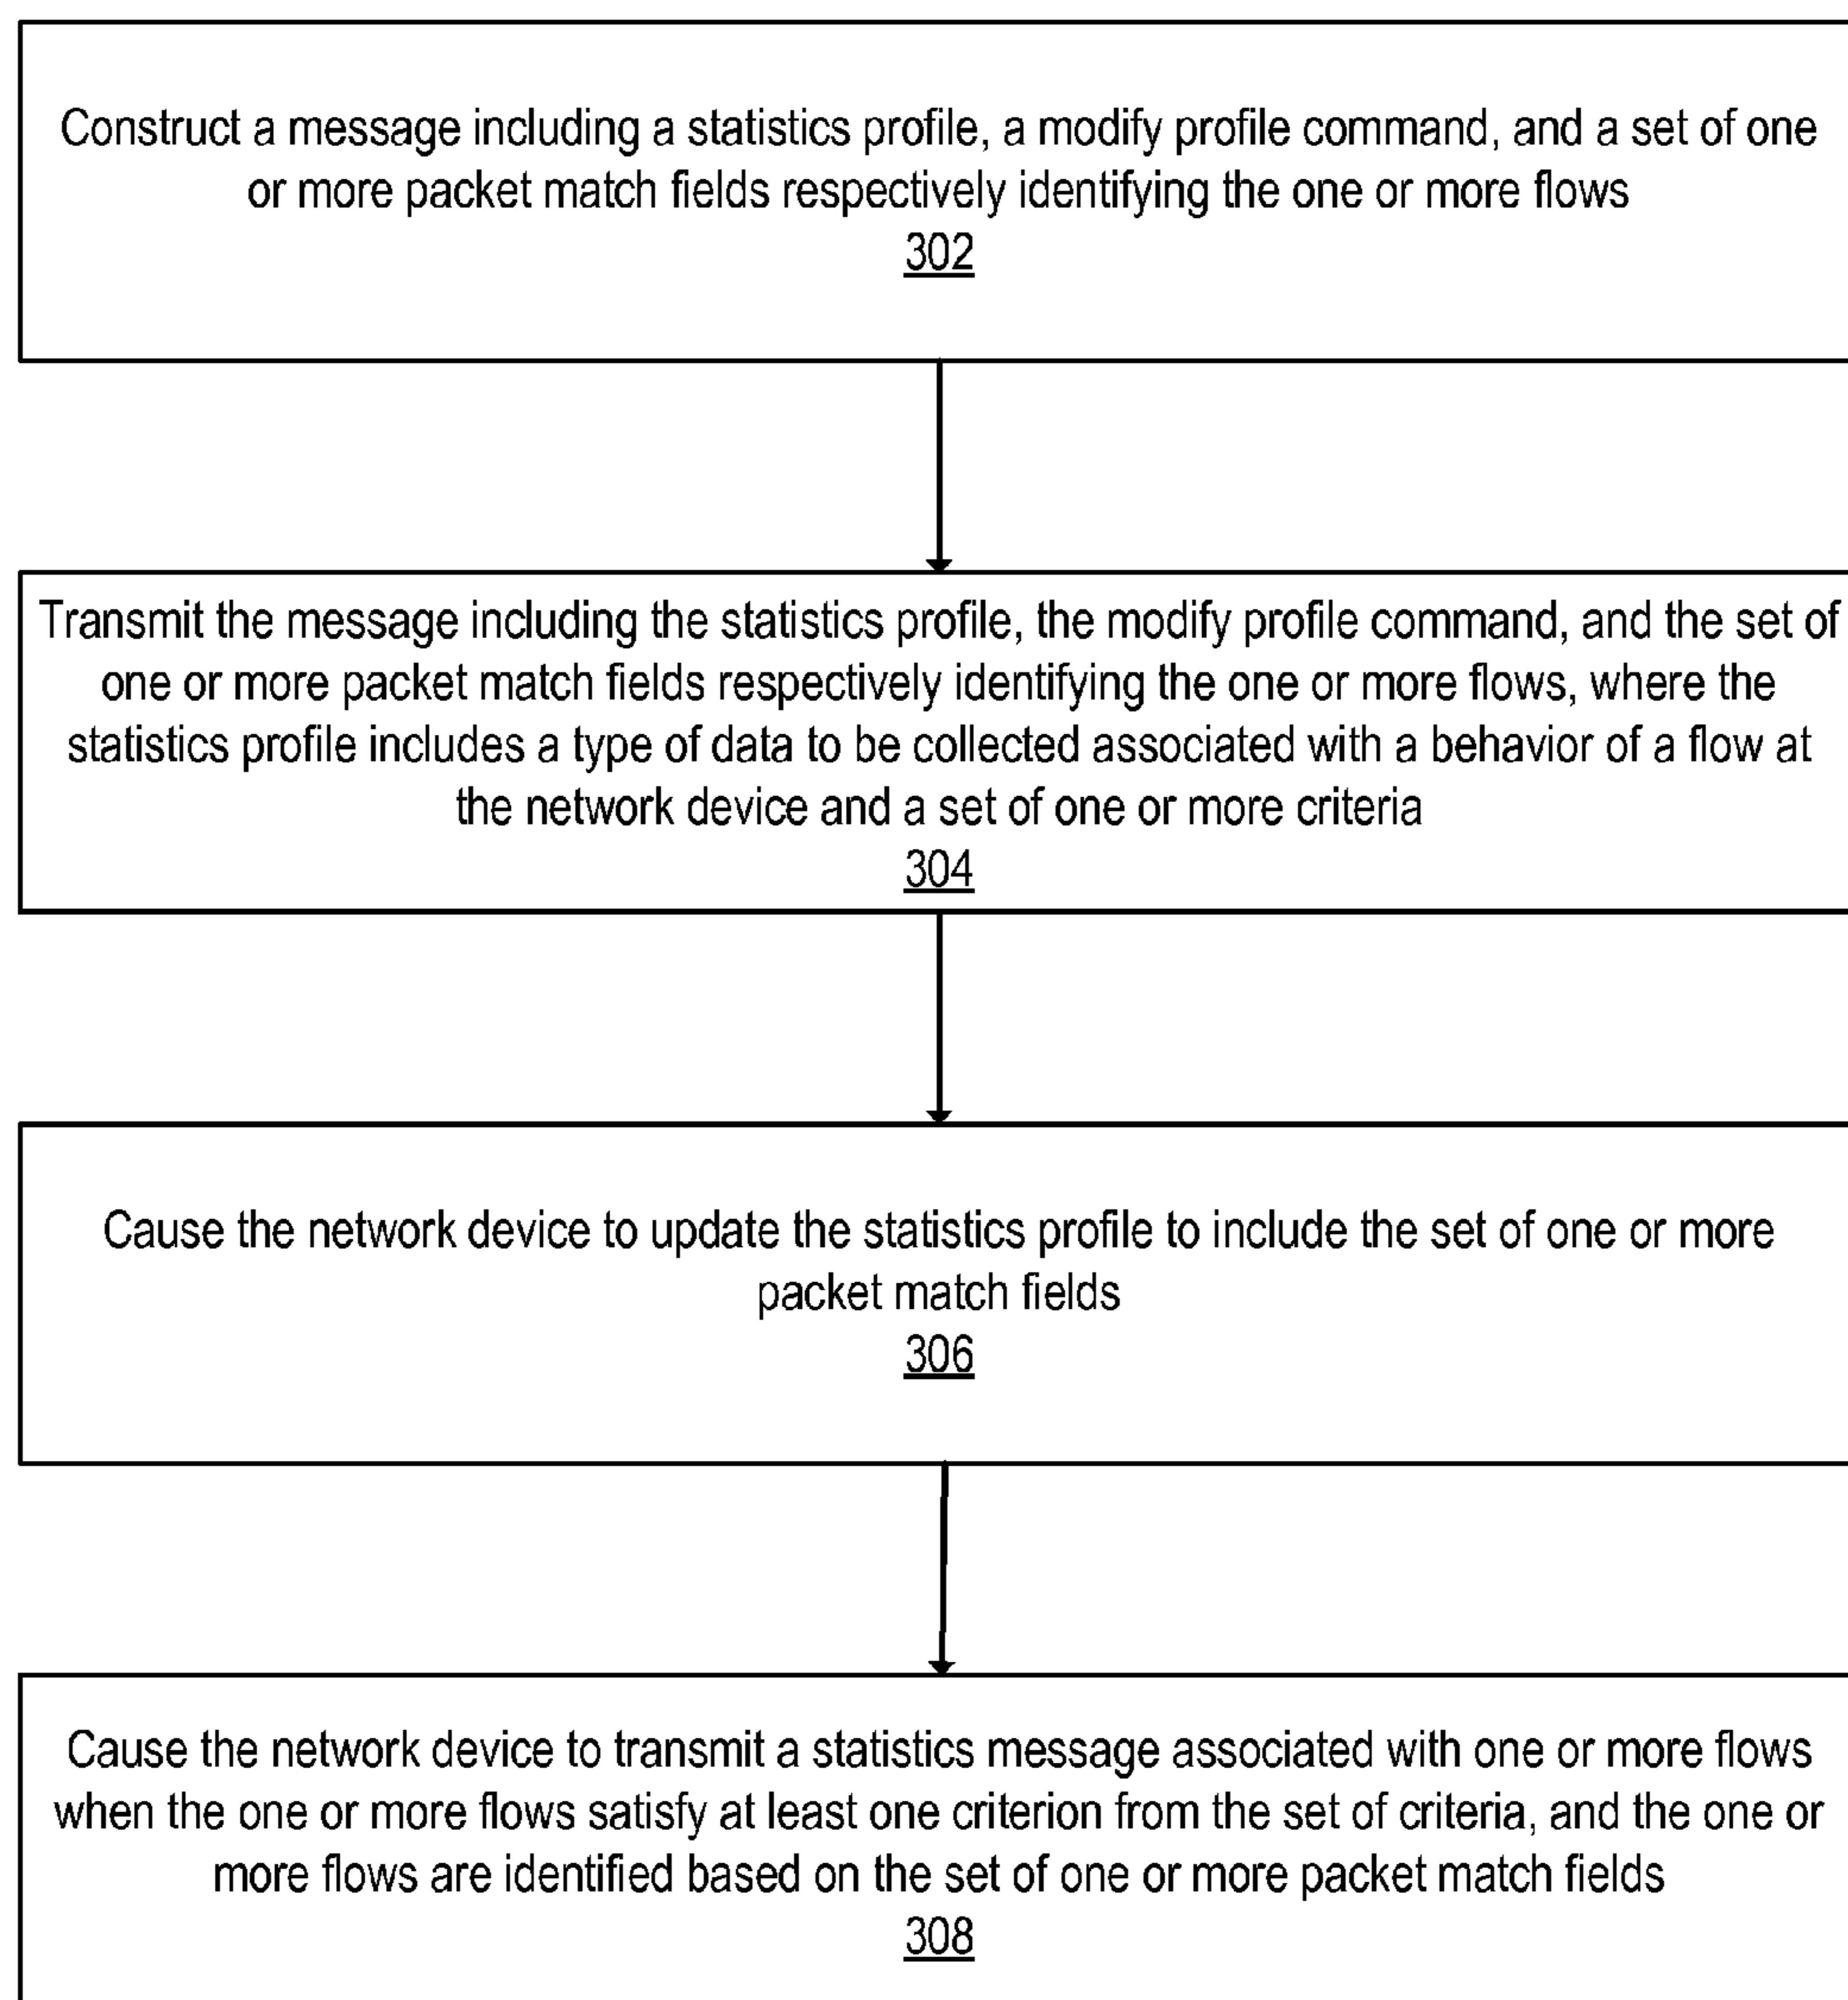 Construct a message including a statistics profile, a modify profile command, and a set of one
or more packet match fields respectively identifying the one or more flows
302
Transmit the message including the statistics profile, the modify profile command, and the set of
one or more packet match fields respectively identifying the one or more flows, where the
statistics profile includes a type of data to be collected associated with a behavior of a flow at
the network device and a set of one or more criteria
304
Cause the network device to update the statistics profile to include the set of one or more
packet match fields
306
Cause the network device to transmit a statistics message associated with one or more flows
when the one or more flows satisfy at least one criterion from the set of criteria, and the one or
more flows are identified based on the set of one or more packet match fields
308